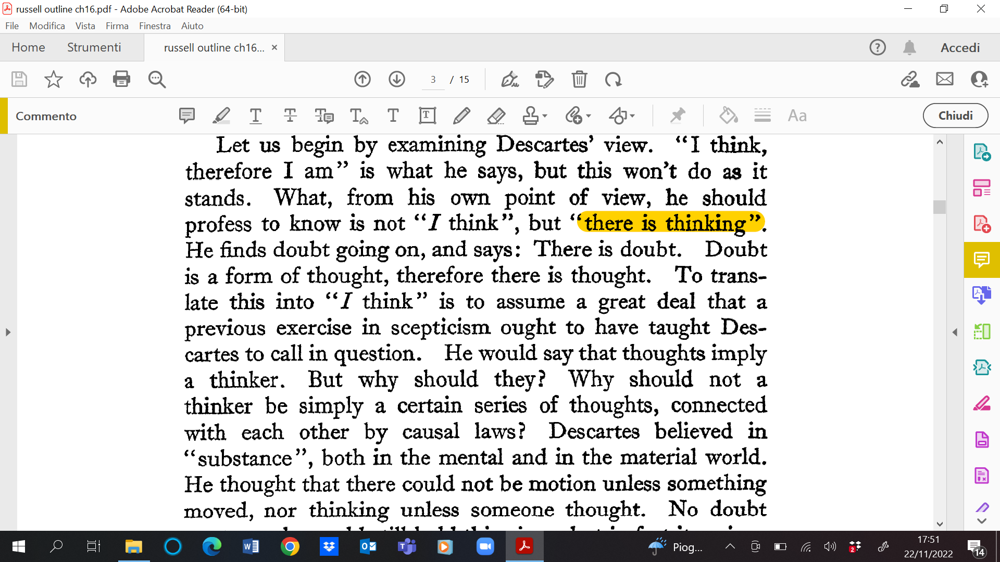 russell outline ch16.pdf - Adobe Acrobat Reader (64-bit)
File Modifica Vista Firma Finestra Aiuto
Home Strumenti russell outline ch16... × Accedi
3 / 15
Commento Aa Chiudi
Let us begin by examining Descartes’ view. “I think,
therefore I am” is what he says, but this won’t do as it
stands. What, from his own point of view, he should
profess to know is not “I think”, but “there is thinking”.
He finds doubt going on, and says: There is doubt. Doubt
is a form of thought, therefore there is thought. To trans-
late this into “I think” is to assume a great deal that a
previous exercise in scepticism ought to have taught Des-
cartes to call in question. He would say that thoughts imply
a thinker. But why should they? Why should not a
thinker be simply a certain series of thoughts, connected
with each other by causal laws? Descartes believed in
“substance”, both in the mental and in the material world.
He thought that there could not be motion unless something
moved, nor thinking unless someone thought. No doubt
Piog... 17:51
22/11/2022 14